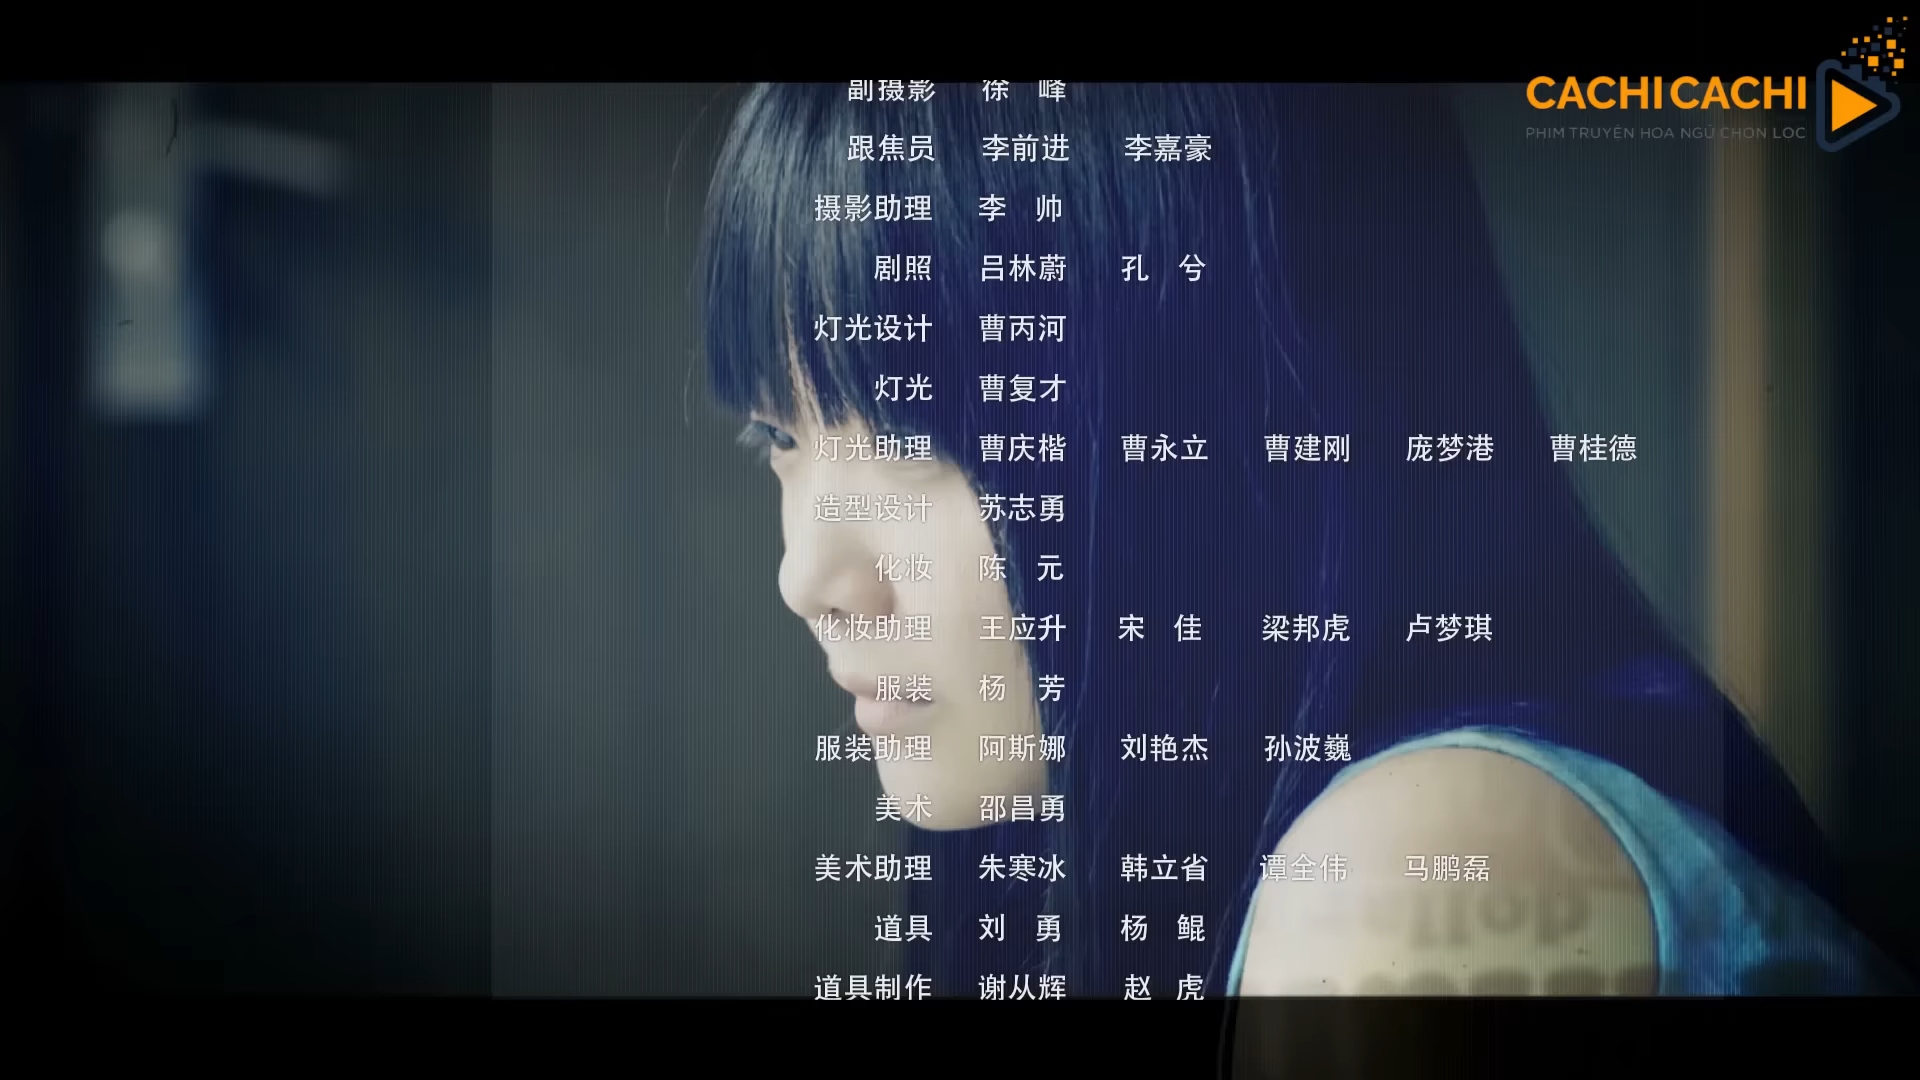 CACHICACHI
PHIM TRUYỆN HOA NGỮ CHỌN LỌC
副摄影 徐 峰
跟焦员 李前进 李嘉豪
摄影助理 李 帅
剧照 吕林蔚 孔 兮
灯光设计 曹丙河
灯光 曹复才
灯光助理 曹庆楷 曹永立 曹建刚 庞梦港 曹桂德
造型设计 苏志勇
化妆 陈 元
化妆助理 王应升 宋 佳 梁邦虎 卢梦琪
服装 杨 芳
服装助理 阿斯娜 刘艳杰 孙波巍
美术 邵昌勇
美术助理 朱寒冰 韩立省 谭全伟 马鹏磊
道具 刘 勇 杨 鲲
道具制作 谢从辉 赵 虎